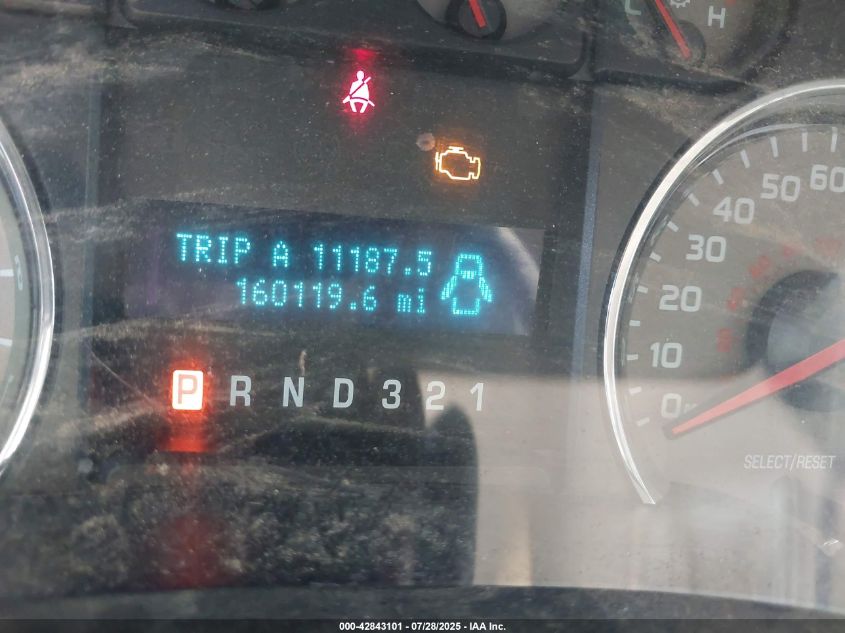 C H
TRIP A 11187.5
160119.6 mi
P R N D 3 2 1
0 10 20 30 40 50 60
SELECT/RESET
000-42843101 - 07/28/2025 - IAA Inc.